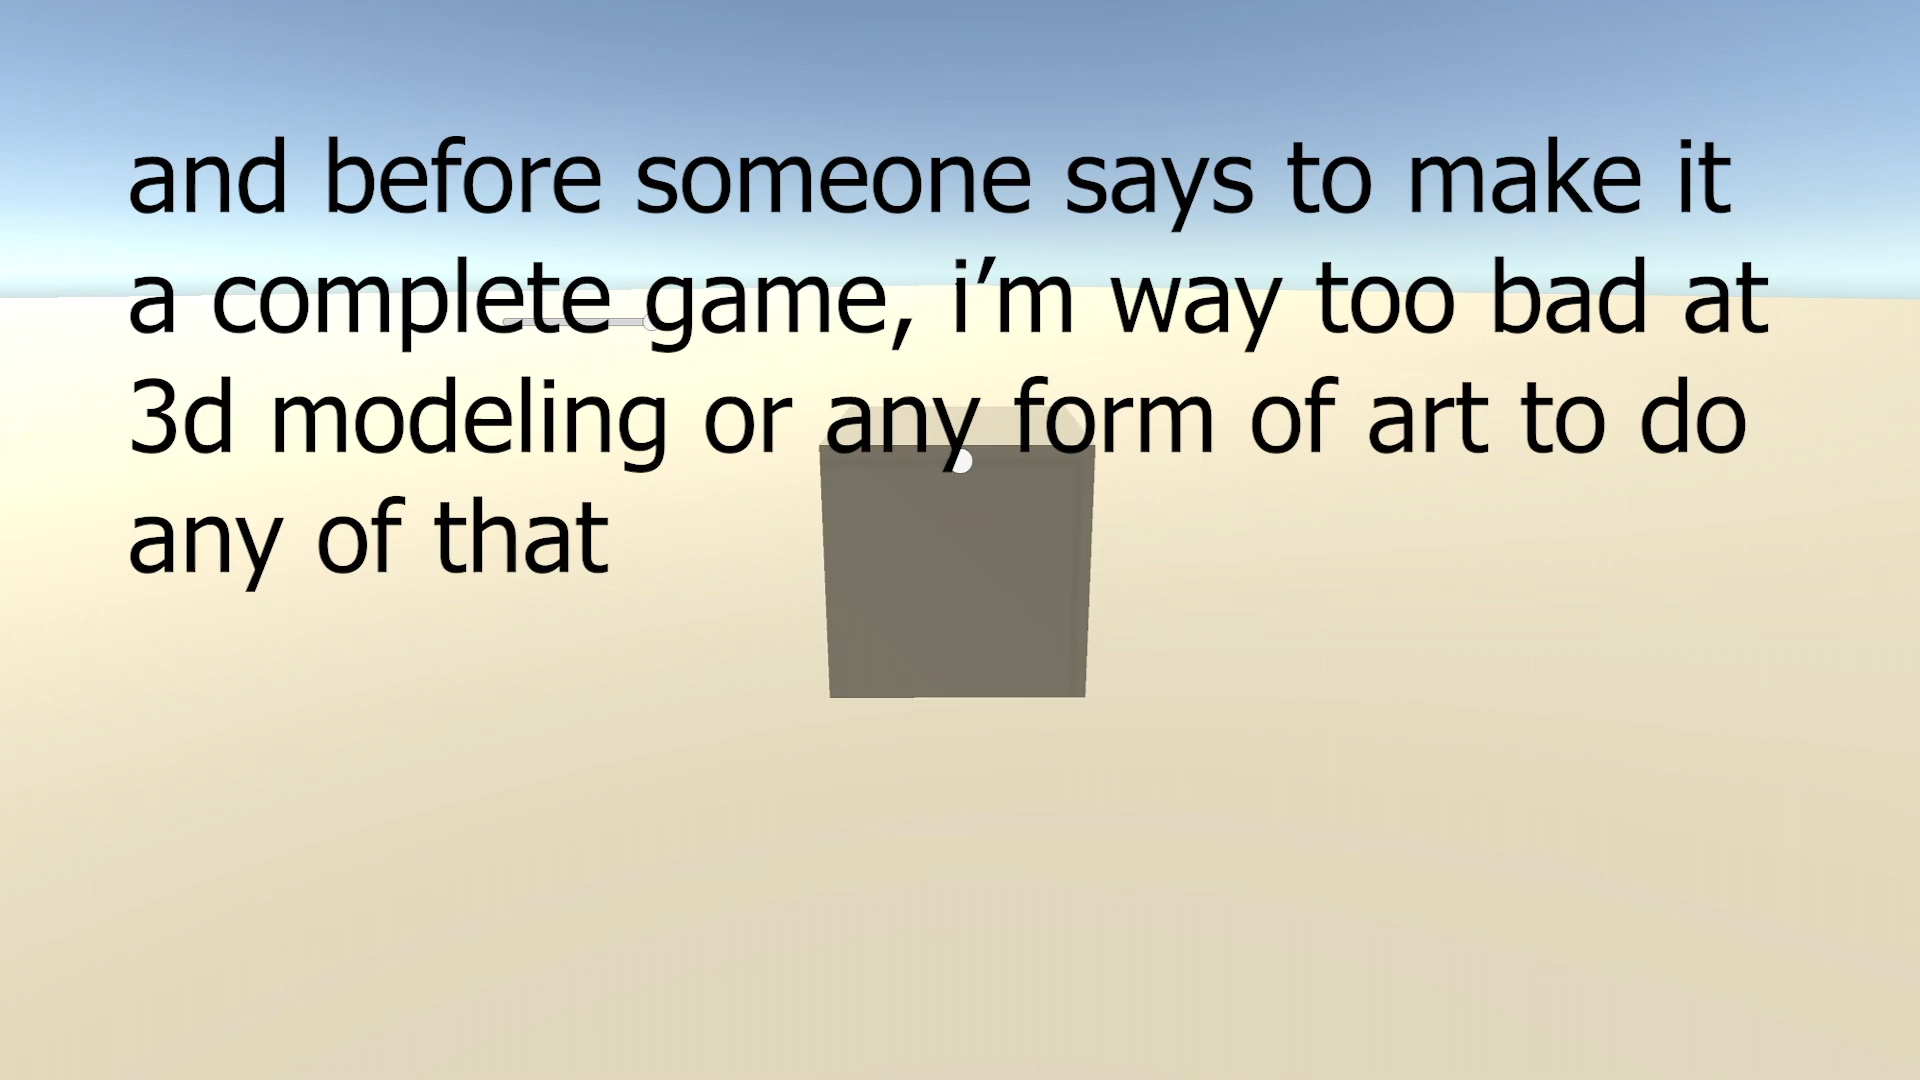 and before someone says to make it
a complete game, i’m way too bad at
3d modeling or any form of art to do
any of that